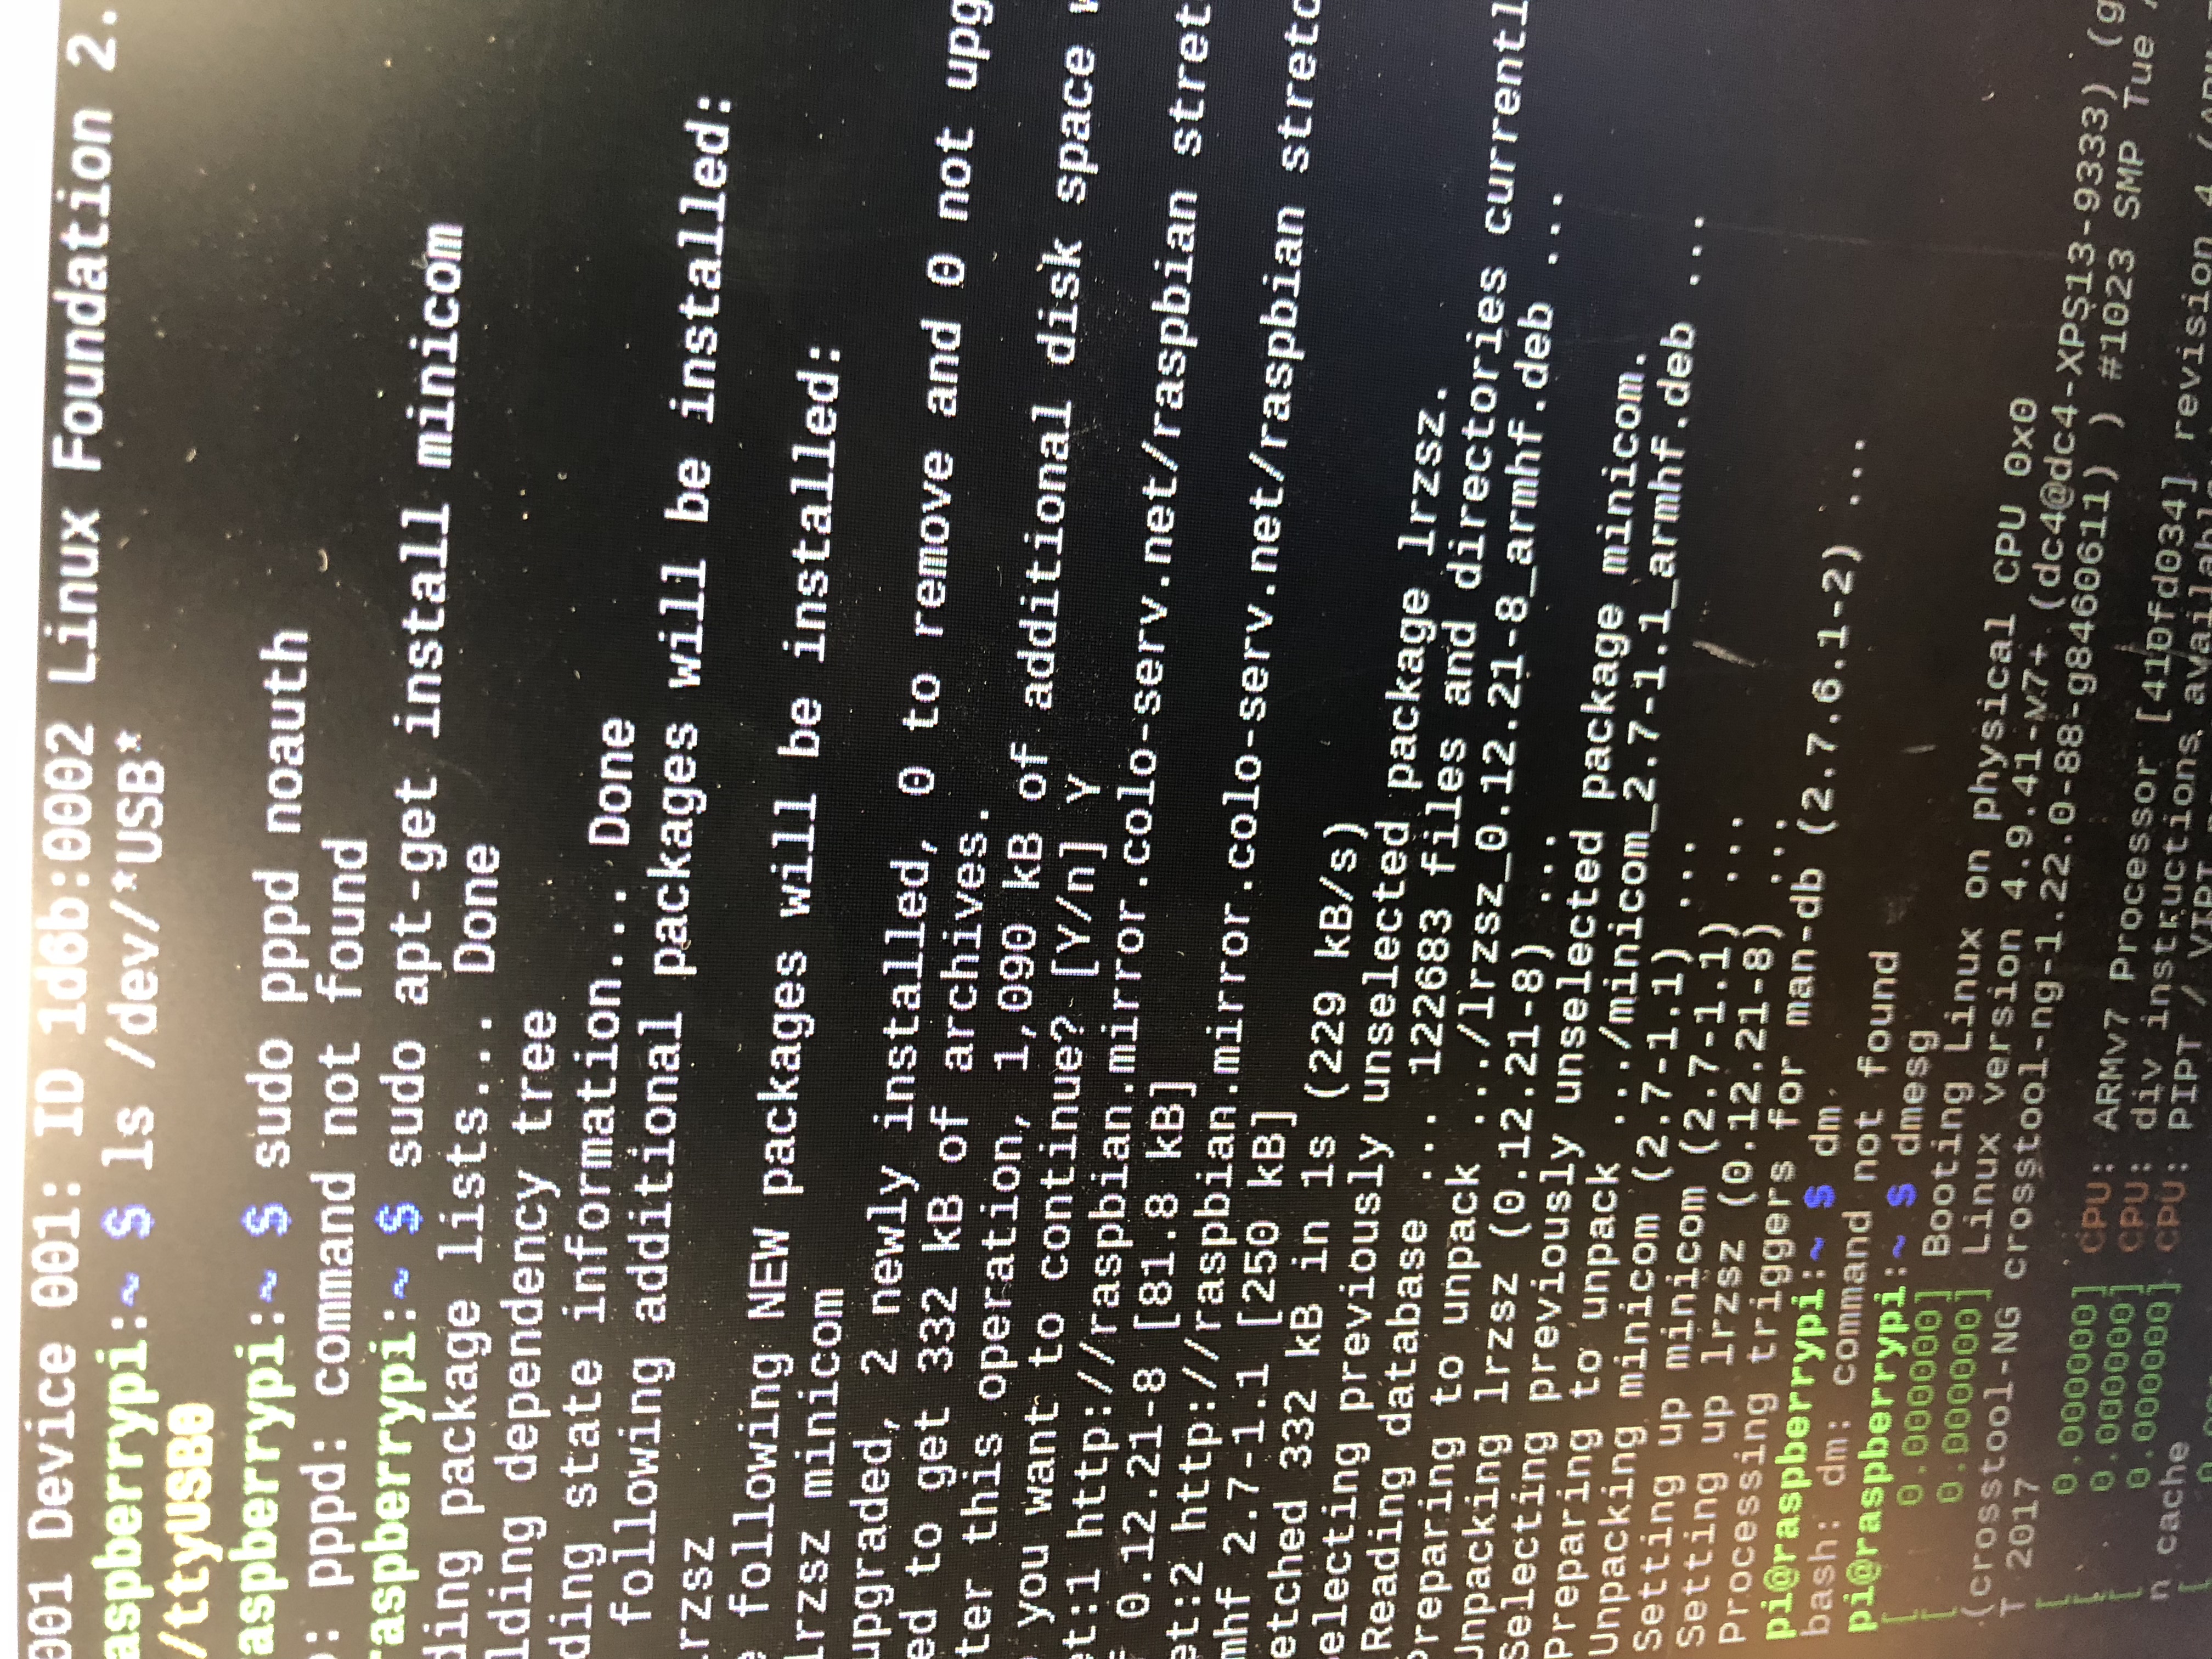 001 Device 001: ID 1d6b:0002 Linux Foundation 2.
aspberrypi:~ $ ls /dev/*USB*
/ttyUSB0
aspberrypi:~ $ sudo pppd noauth
: pppd: command not found
raspberrypi:~ $ sudo apt-get install minicom
ding package lists... Done
lding dependency tree
ding state information... Done
following additional packages will be installed:
lrzsz
e following NEW packages will be installed:
lrzsz minicom
upgraded, 2 newly installed, 0 to remove and 0 not upg
ed to get 332 kB of archives.
ter this operation, 1,090 kB of additional disk space w
you want to continue? [Y/n] Y
et:1 http://raspbian.mirror.colo-serv.net/raspbian stret
f 0.12.21-8 [81.8 kB]
et:2 http://raspbian.mirror.colo-serv.net/raspbian stretc
mhf 2.7-1.1 [250 kB]
etched 332 kB in 1s (229 kB/s)
electing previously unselected package lrzsz.
Reading database ... 122683 files and directories currentl
Preparing to unpack .../lrzsz_0.12.21-8_armhf.deb ...
Unpacking lrzsz (0.12.21-8) ...
Selecting previously unselected package minicom.
Preparing to unpack .../minicom_2.7-1.1_armhf.deb ...
Unpacking minicom (2.7-1.1) ...
Setting up minicom (2.7-1.1) ...
Setting up lrzsz (0.12.21-8) ...
Processing triggers for man-db (2.7.6.1-2) ...
pi@raspberrypi:~ $ dm
bash: dm: command not found
pi@raspberrypi:~ $ dmesg
[ 0.000000] Booting Linux on physical CPU 0x0
[ 0.000000] Linux version 4.9.41-v7+ (dc4@dc4-XPS13-9333) (g
(crosstool-NG crosstool-ng-1.22.0-88-g8460611) ) #1023 SMP Tue
T 2017
[ 0.000000] CPU: ARMv7 Processor [410fd034] revision 4
[ 0.000000] CPU: div instructions availabl
[ 0.000000] CPU: PIPT / VIPT
n cache